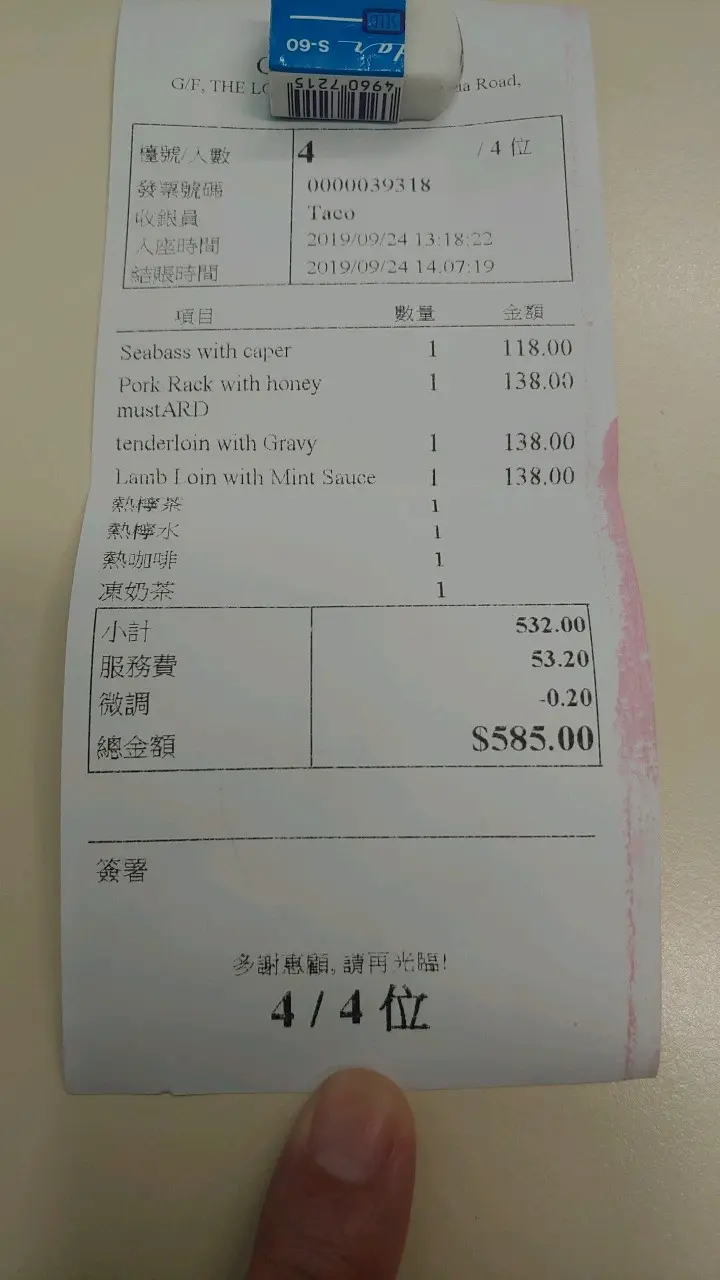 S-60
4960 7215
G/F, THE
Road,
檯號/人數 4 / 4 位
發票號碼 0000039318
收銀員 Taco
入座時間 2019/09/24 13:18:22
結賬時間 2019/09/24 14:07:19
項目 數量 金額
Seabass with caper 1 118.00
Pork Rack with honey 1 138.00
mustARD
tenderloin with Gravy 1 138.00
Lamb Loin with Mint Sauce 1 138.00
熱檸茶 1
熱檸水 1
熱咖啡 1
凍奶茶 1
小計 532.00
服務費 53.20
微調 -0.20
總金額 $585.00
簽署
多謝惠顧, 請再光臨!
4 / 4 位